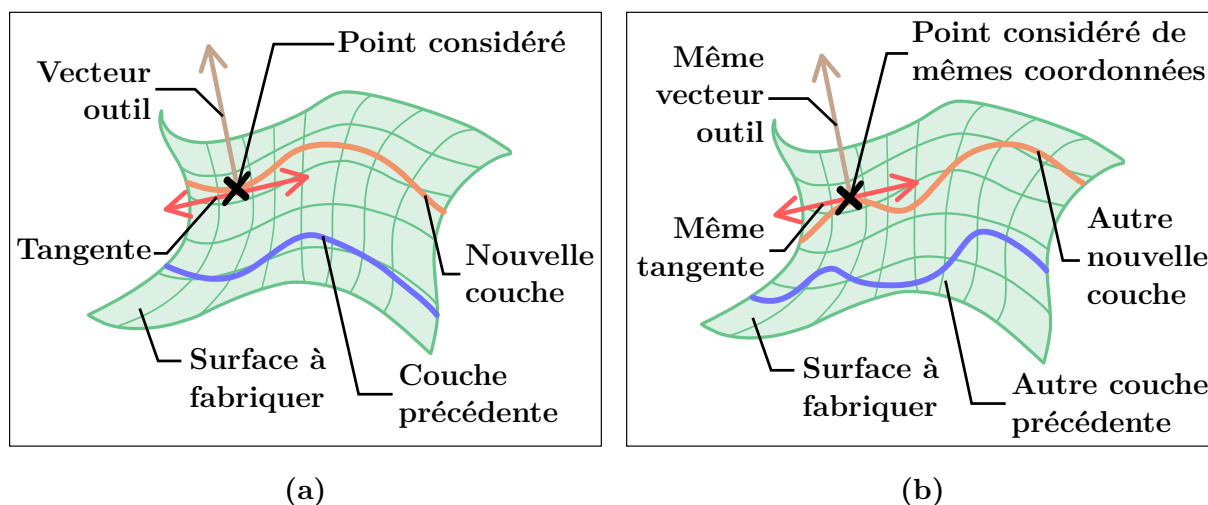 Point considéré
Vecteur
outil
Tangente
Nouvelle
couche
Surface à
fabriquer
Couche
précédente
(a)
Point considéré de
mêmes coordonnées
Même
vecteur
outil
Même
tangente
Autre
nouvelle
couche
Surface à
fabriquer
Autre couche
précédente
(b)